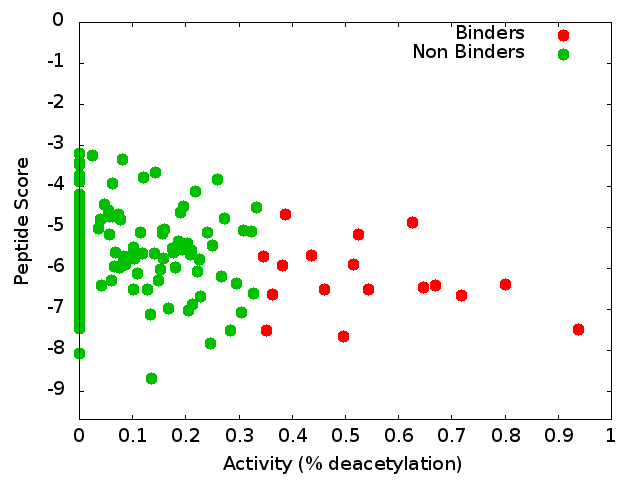 0
-1
-2
-3
-4
-5
-6
-7
-8
-9
Peptide Score
Binders
Non Binders
0 0.1 0.2 0.3 0.4 0.5 0.6 0.7 0.8 0.9 1
Activity (% deacetylation)